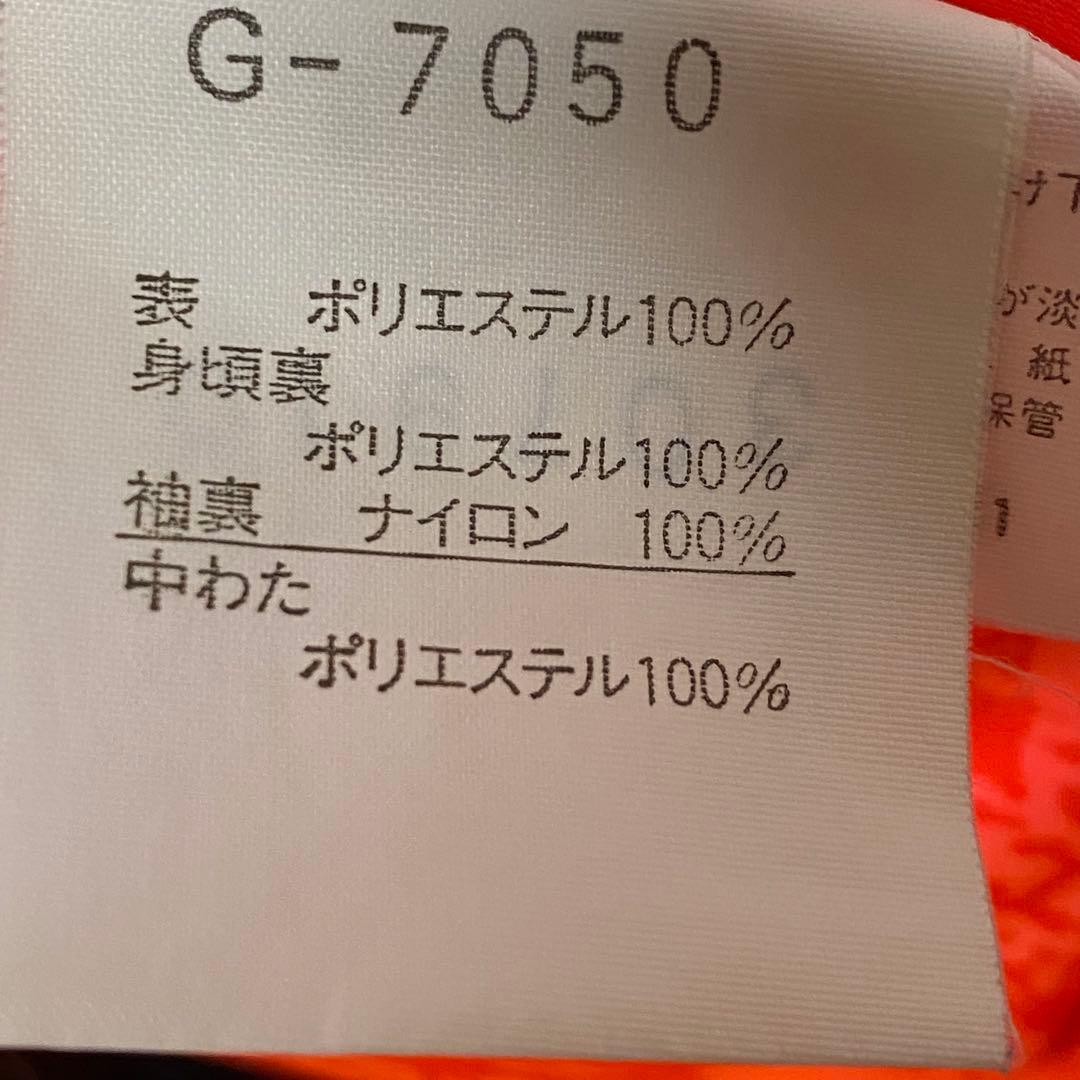 G-7050
表 ポリエステル100%
身頃裏
ポリエステル100%
袖裏 ナイロン 100%
中わた
ポリエステル100%
け下
が淡
紙
保管